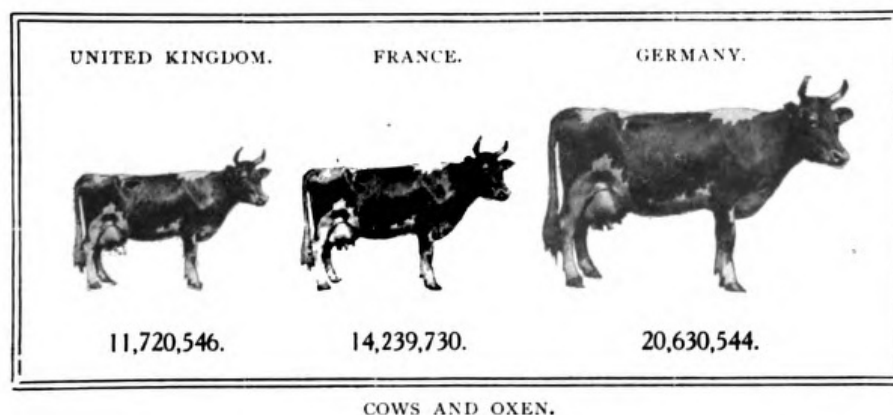 UNITED KINGDOM. FRANCE. GERMANY.
11,720,546. 14,239,730. 20,630,544.
COWS AND OXEN.